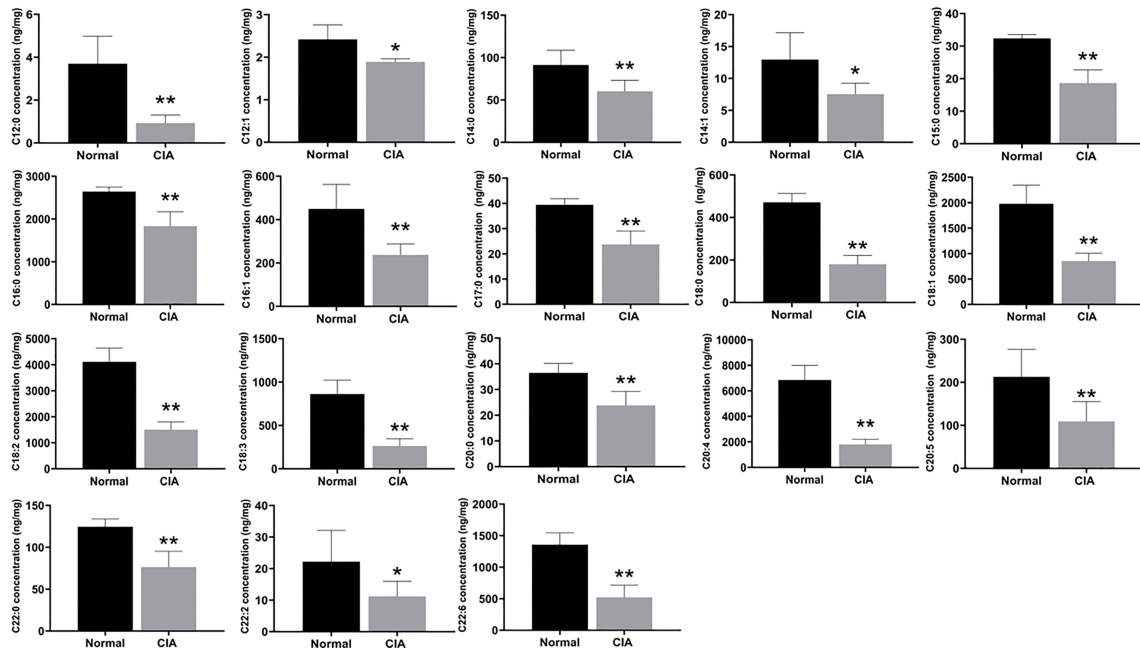 C12:0 concentration (ng/mg)
6
4
2
0
**
Normal CIA
C12:1 concentration (ng/mg)
3
2
1
0
*
Normal CIA
C14:0 concentration (ng/mg)
150
100
50
0
**
Normal CIA
C14:1 concentration (ng/mg)
20
15
10
5
0
*
Normal CIA
C15:0 concentration (ng/mg)
40
30
20
10
0
**
Normal CIA
C16:0 concentration (ng/mg)
3000
2000
1000
0
**
Normal CIA
C16:1 concentration (ng/mg)
600
400
200
0
**
Normal CIA
C17:0 concentration (ng/mg)
50
40
30
20
10
0
**
Normal CIA
C18:0 concentration (ng/mg)
600
400
200
0
**
Normal CIA
C18:1 concentration (ng/mg)
2500
2000
1500
1000
500
0
**
Normal CIA
C18:2 concentration (ng/mg)
5000
4000
3000
2000
1000
0
**
Normal CIA
C18:3 concentration (ng/mg)
1500
1000
500
0
**
Normal CIA
C20:0 concentration (ng/mg)
50
40
30
20
10
0
**
Normal CIA
C20:4 concentration (ng/mg)
10000
8000
6000
4000
2000
0
**
Normal CIA
C20:5 concentration (ng/mg)
300
200
100
0
**
Normal CIA
C22:0 concentration (ng/mg)
150
100
50
0
**
Normal CIA
C22:2 concentration (ng/mg)
40
30
20
10
0
*
Normal CIA
C22:6 concentration (ng/mg)
2000
1500
1000
500
0
**
Normal CIA